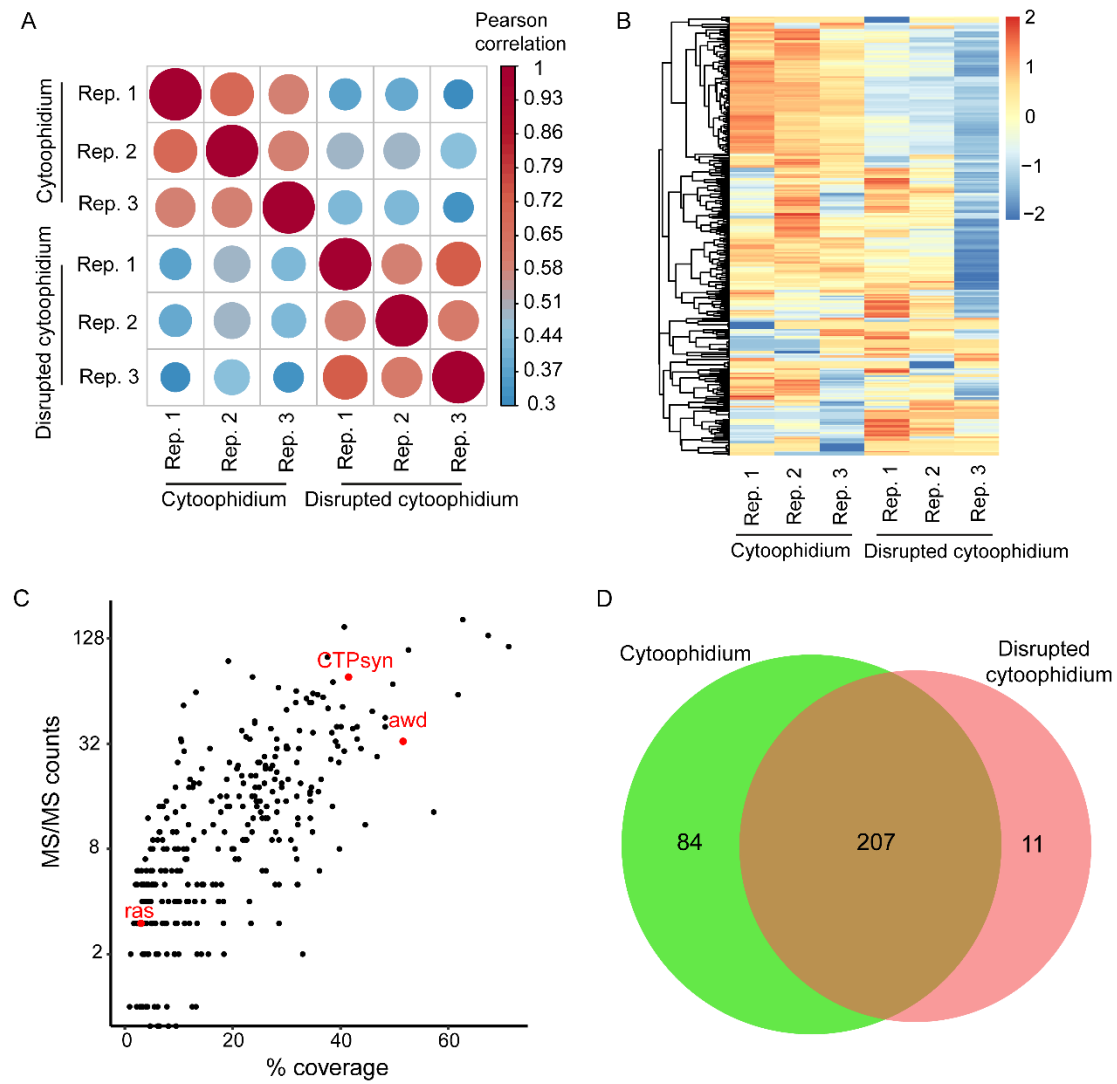 A
Pearson
correlation
Cytoophidium
Disrupted cytoophidium
Rep. 1
Rep. 2
Rep. 3
Rep. 1
Rep. 2
Rep. 3
1
0.93
0.86
0.79
0.72
0.65
0.58
0.51
0.44
0.37
0.3
Rep. 1
Rep. 2
Rep. 3
Rep. 1
Rep. 2
Rep. 3
Cytoophidium
Disrupted cytoophidium
B
2
1
0
−1
−2
Rep. 1
Rep. 2
Rep. 3
Rep. 1
Rep. 2
Rep. 3
Cytoophidium
Disrupted cytoophidium
C
MS/MS counts
128
32
8
2
CTPsyn
awd
ras
0
20
40
60
% coverage
D
Cytoophidium
Disrupted
cytoophidium
84
207
11